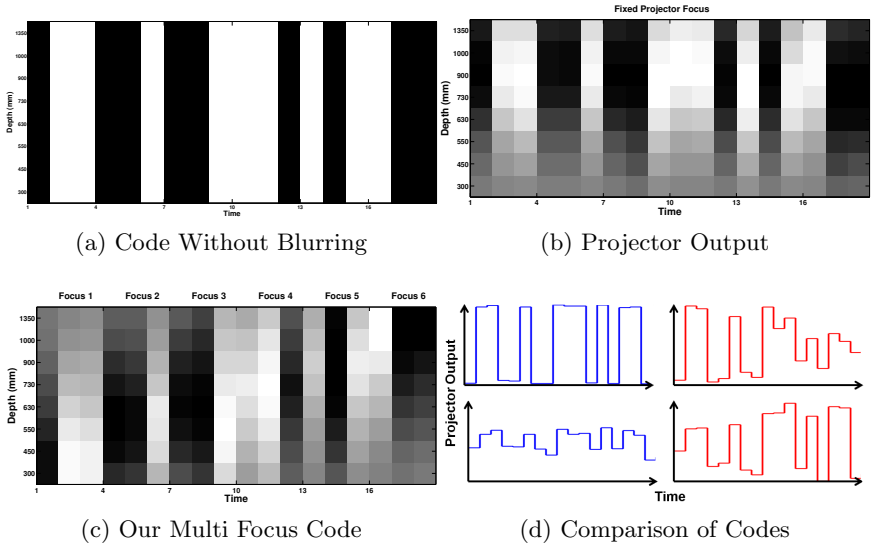 Depth (mm)
1350
1000
900
730
630
550
450
300
1 4 7 10 13 16
Time
(a) Code Without Blurring
Fixed Projector Focus
Depth (mm)
1350
1000
900
730
630
550
450
300
1 4 7 10 13 16
Time
(b) Projector Output
Focus 1 Focus 2 Focus 3 Focus 4 Focus 5 Focus 6
Depth (mm)
1350
1000
900
730
630
550
450
300
1 4 7 10 13 16
Time
(c) Our Multi Focus Code
Projector Output
Time
(d) Comparison of Codes